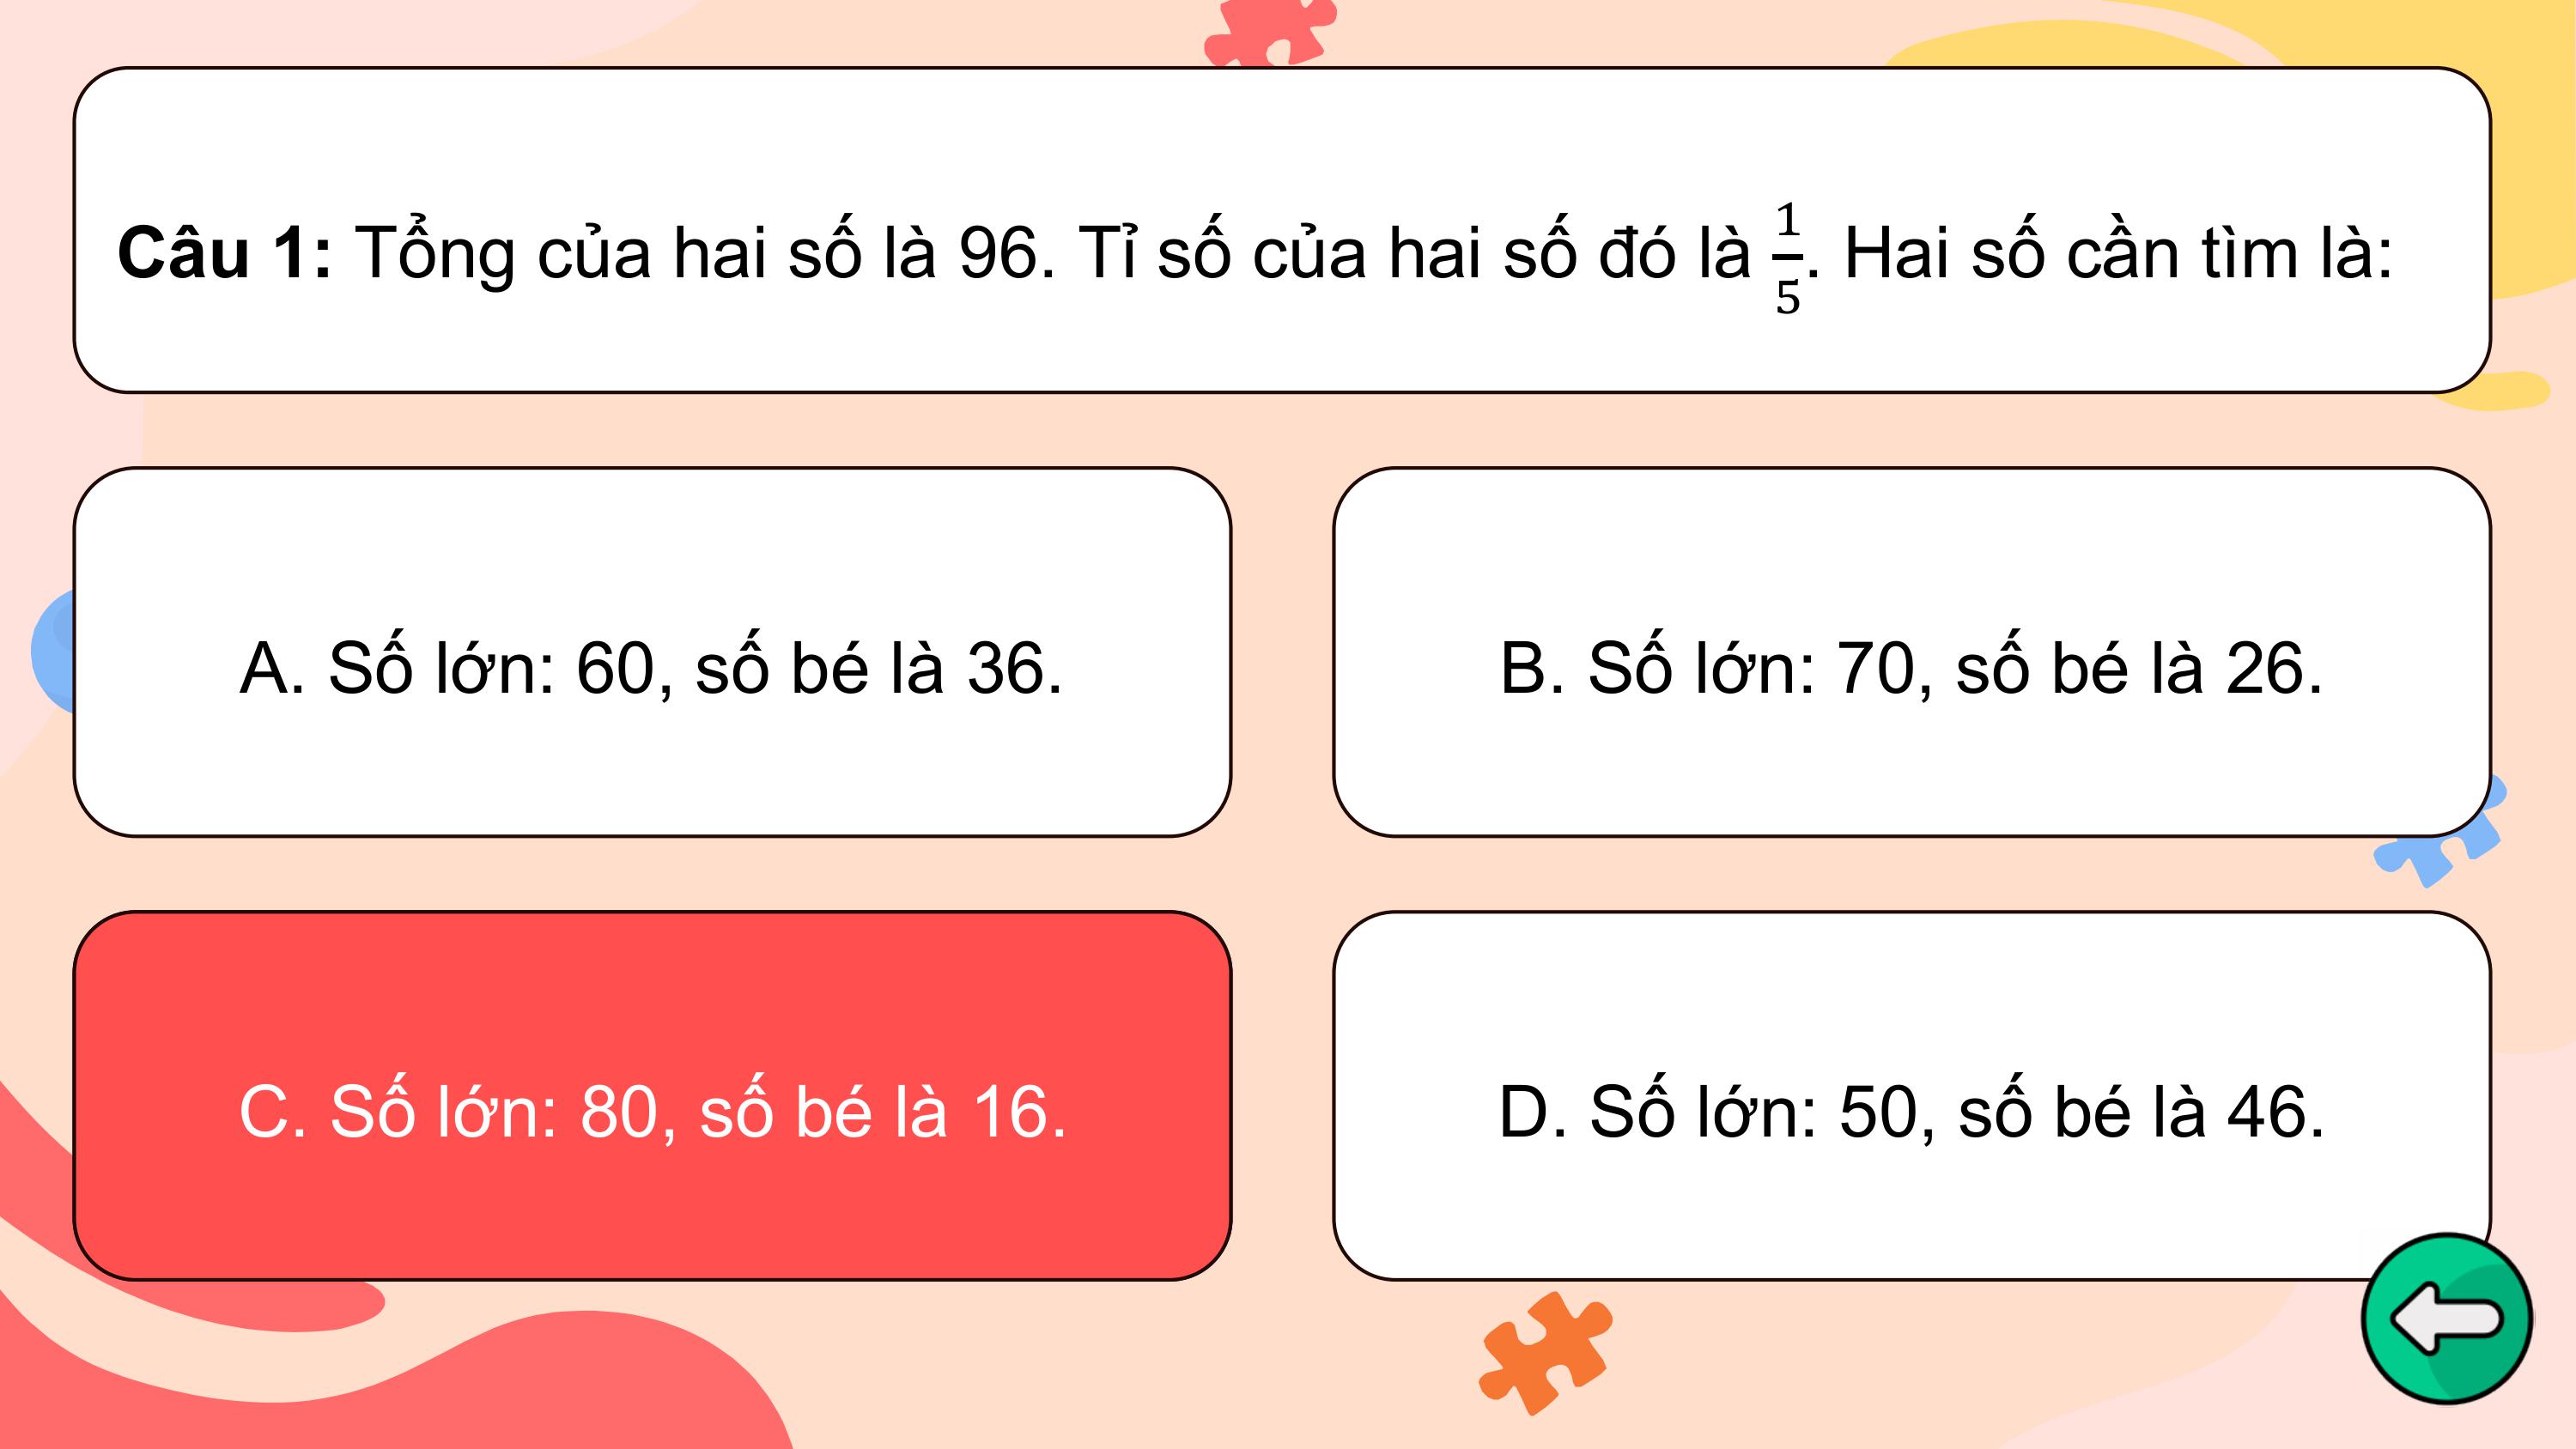 Câu 1: Tổng của hai số là 96. Tỉ số của hai số đó là 1/5. Hai số cần tìm là:
A. Số lớn: 60, số bé là 36.
B. Số lớn: 70, số bé là 26.
C. Số lớn: 80, số bé là 16.
D. Số lớn: 50, số bé là 46.